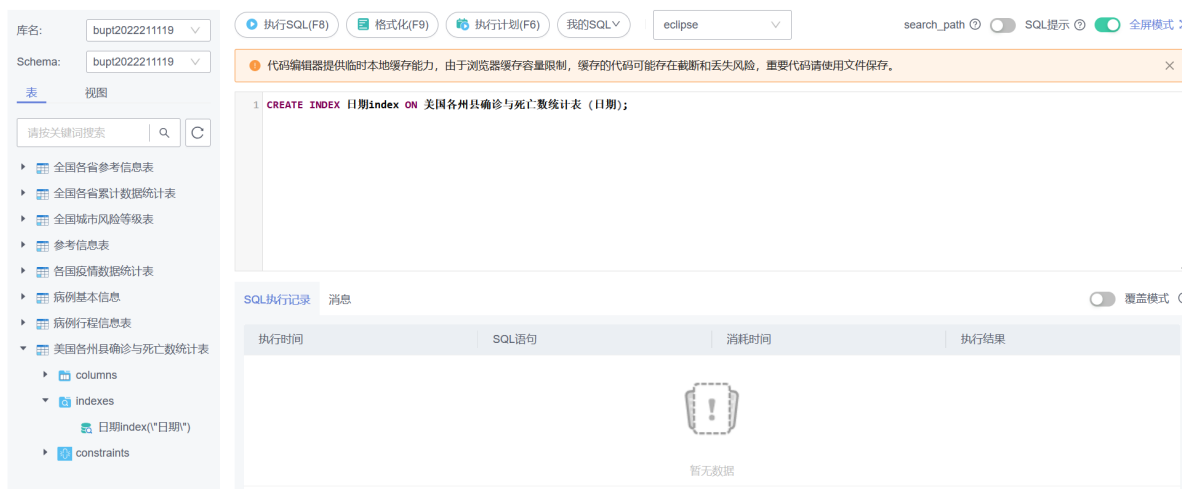 库名:
bupt2022211119
Schema:
bupt2022211119
表 视图
请按关键词搜索
全国各省参考信息表
全国各省累计数据统计表
全国城市风险等级表
参考信息表
各国疫情数据统计表
病例基本信息
病例行程信息表
美国各州县确诊与死亡数统计表
columns
indexes
日期index(\"日期\")
constraints
执行SQL(F8) 格式化(F9) 执行计划(F6) 我的SQL eclipse search_path SQL提示 全屏模式
代码编辑器提供临时本地缓存能力，由于浏览器缓存容量限制，缓存的代码可能存在截断和丢失风险，重要代码请使用文件保存。
1 CREATE INDEX 日期index ON 美国各州县确诊与死亡数统计表 (日期);
SQL执行记录 消息 覆盖模式
执行时间 SQL语句 消耗时间 执行结果
暂无数据